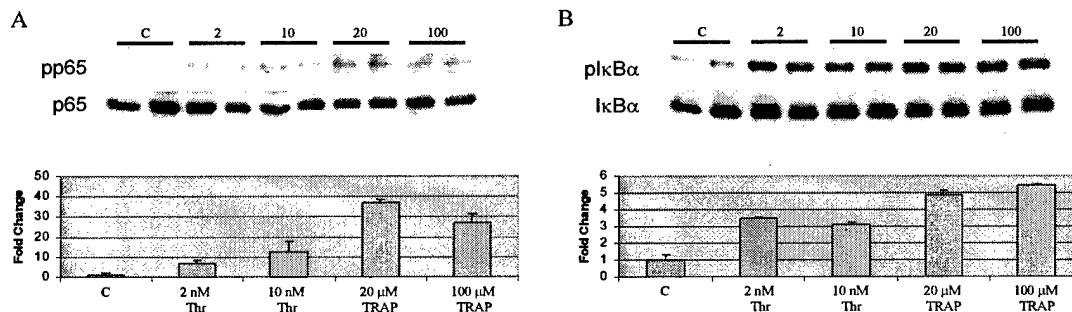 A
C 2 10 20 100
pp65
p65
50
40
30
20
10
0
Fold Change
C 2 nM 10 nM 20 μM 100 μM
Thr Thr TRAP TRAP
B
C 2 10 20 100
pIκBα
IκBα
6
5
4
3
2
1
0
Fold Change
C 2 nM 10 nM 20 μM 100 μM
Thr Thr TRAP TRAP